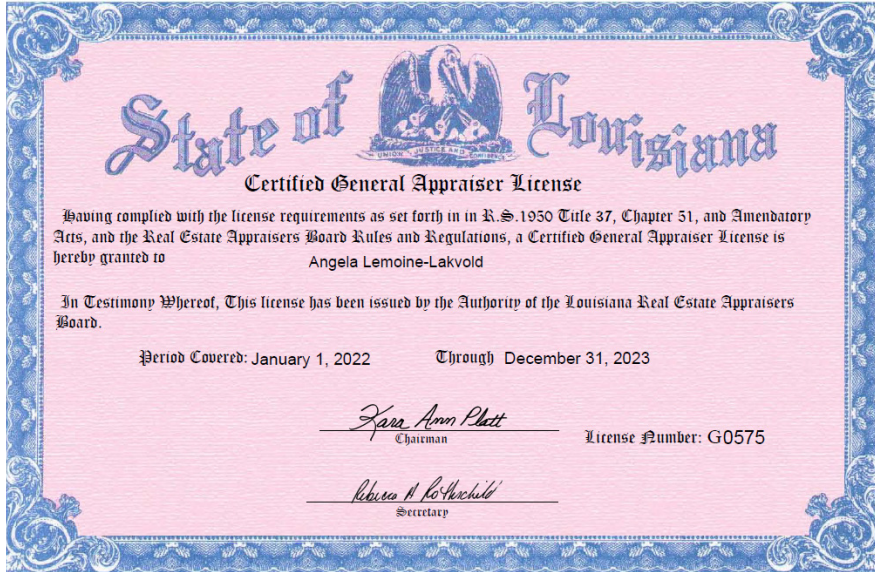 State of Louisiana
UNION JUSTICE AND CONFIDENCE
Certified General Appraiser License
Having complied with the license requirements as set forth in in R.S.1950 Title 37, Chapter 51, and Amendatory
Acts, and the Real Estate Appraisers Board Rules and Regulations, a Certified General Appraiser License is
hereby granted to Angela Lemoine-Lakvold
In Testimony Whereof, This license has been issued by the Authority of the Louisiana Real Estate Appraisers
Board.
Period Covered: January 1, 2022 Through December 31, 2023
Kara Ann Platt
Chairman
License Number: G0575
Rebecca A Rothschild
Secretary